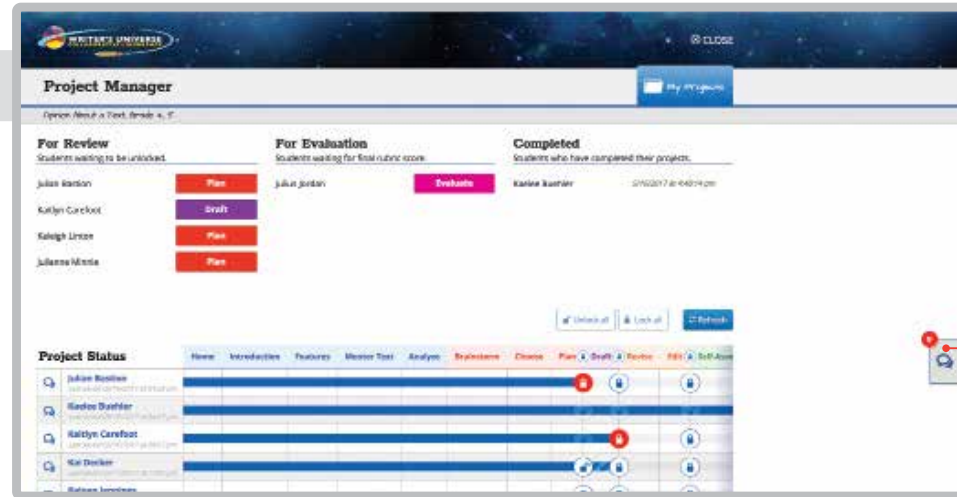 WRITER'S UNIVERSE
CLOSE
Project Manager
My Projects
Opinion About a Text, Grade 4, 5
For Review
Students waiting to be unlocked.
For Evaluation
Students waiting for final rubric score.
Completed
Students who have completed their projects.
Julian Bastion Plan
Julius Jordan Evaluate
Kaelee Buehler
Kaitlyn Carefoot Draft
Kaleigh Linton Plan
Julianna Minnie Plan
Unlock all Lock all Refresh
Project Status Home Introduction Features Mentor Text Analyze Brainstorm Choose Plan Draft Revise Edit
Julian Bastion
Kaelee Buehler
Kaitlyn Carefoot
Kai Decker